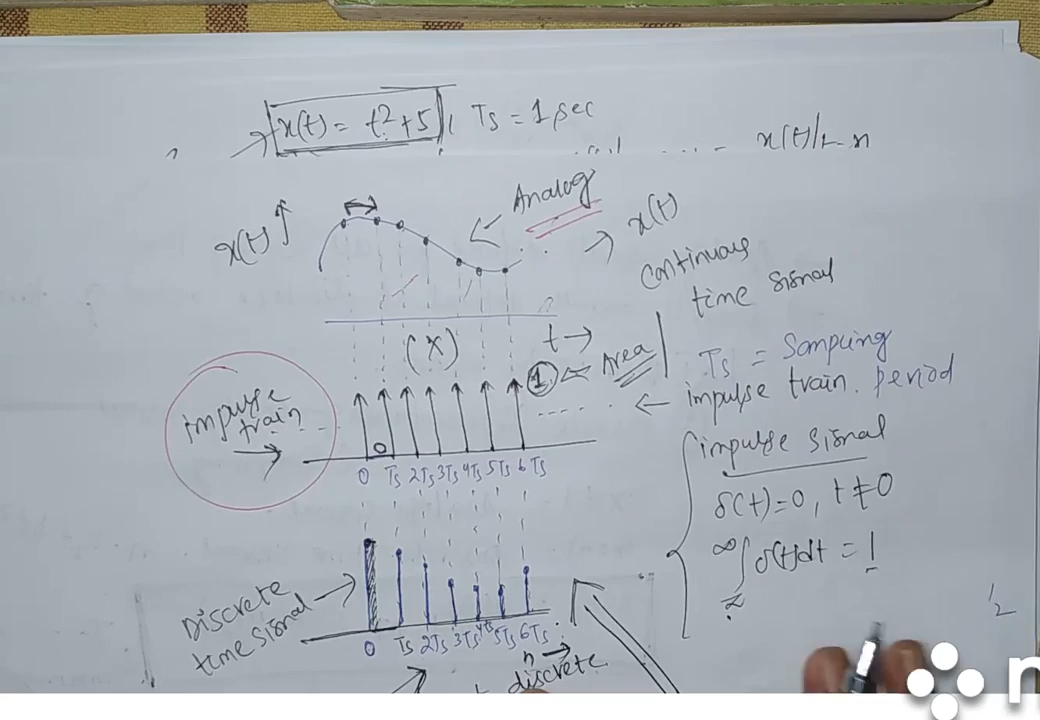 x(t) = t²+5, Ts = 1 sec
Analog
x(t)
x(t)
continuous
time signal
(X)
t →
1
Area
Ts = Sampling
period
impulse train.
impulse
train
0 Ts 2Ts 3Ts 4Ts 5Ts 6Ts
impulse signal
δ(t)=0, t≠0
∞∫δ(t)dt = 1
Discrete
time signal
0 Ts 2Ts 3Ts 4Ts 5Ts 6Ts
n →
discrete